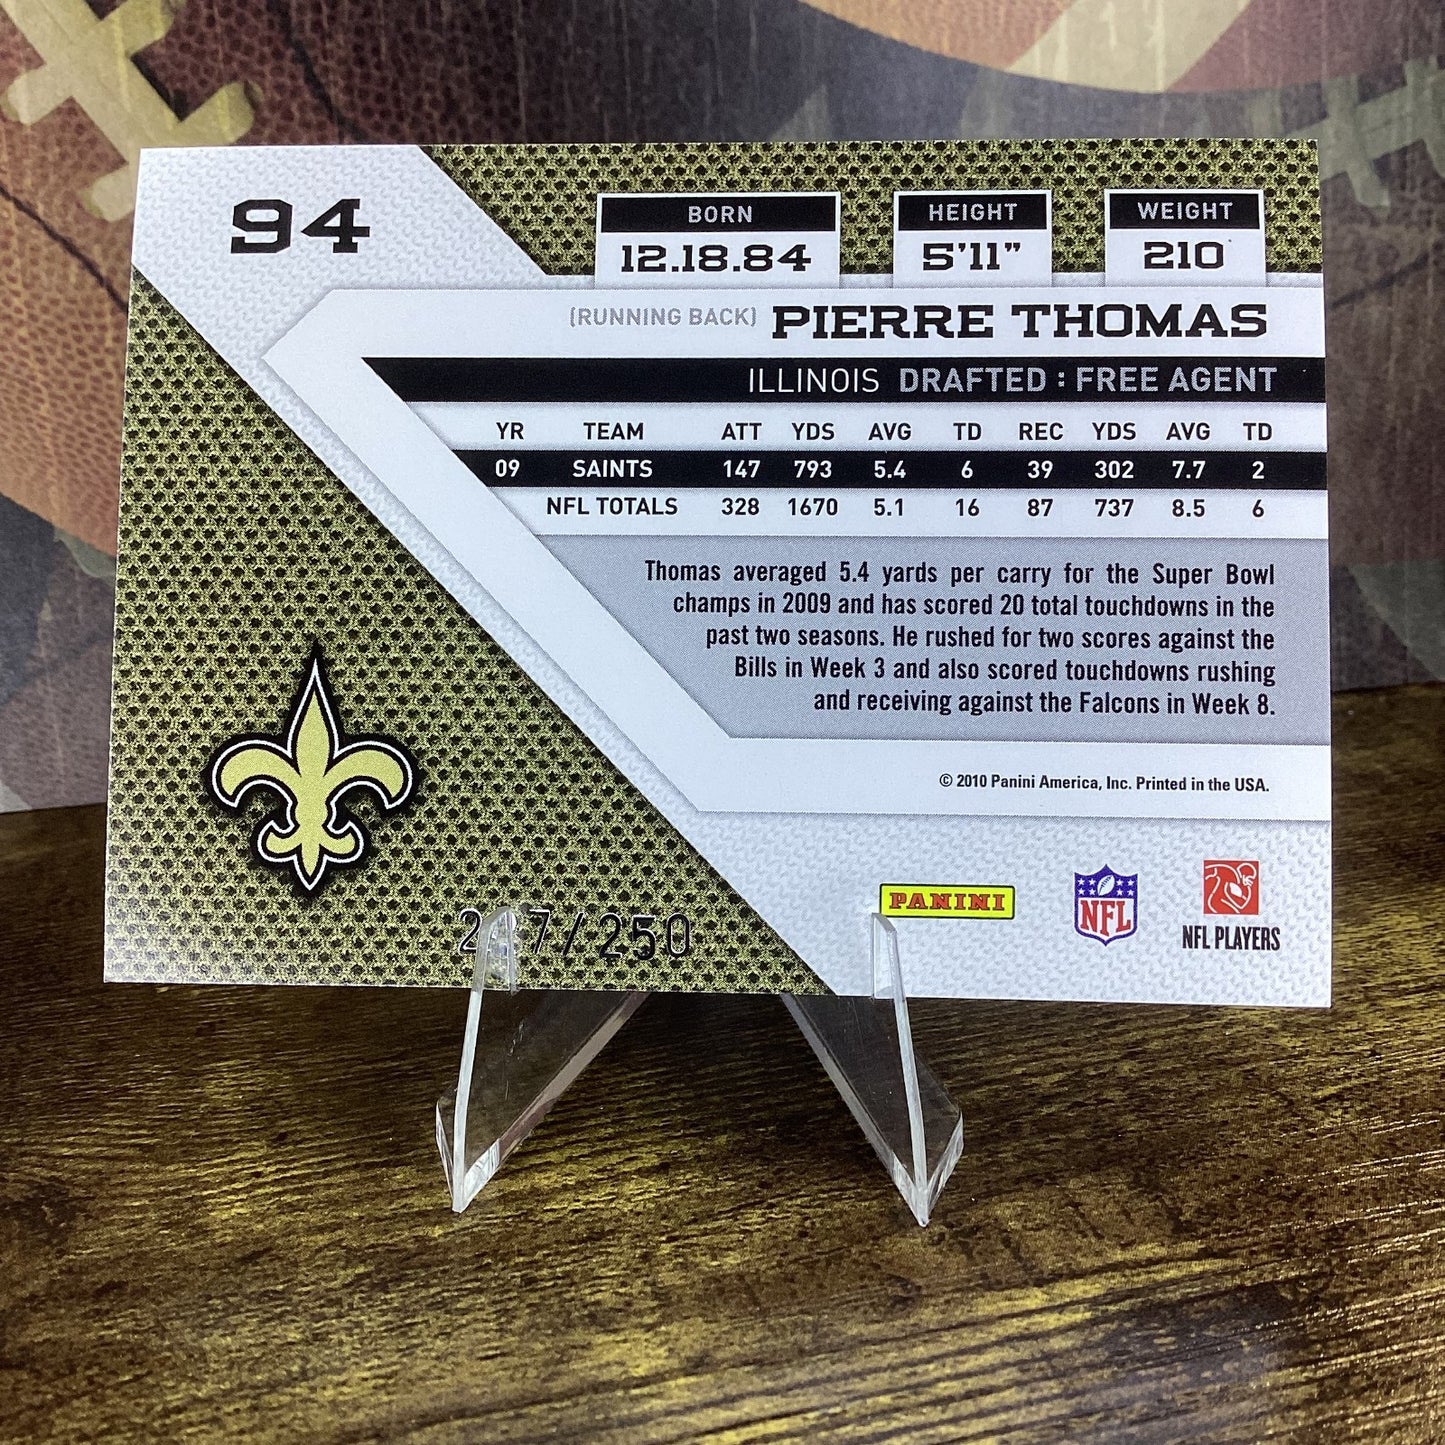 94
BORN
12.18.84
HEIGHT
5'11"
WEIGHT
210
(RUNNING BACK) PIERRE THOMAS
ILLINOIS DRAFTED : FREE AGENT
YR TEAM ATT YDS AVG TD REC YDS AVG TD
09 SAINTS 147 793 5.4 6 39 302 7.7 2
NFL TOTALS 328 1670 5.1 16 87 737 8.5 6
Thomas averaged 5.4 yards per carry for the Super Bowl
champs in 2009 and has scored 20 total touchdowns in the
past two seasons. He rushed for two scores against the
Bills in Week 3 and also scored touchdowns rushing
and receiving against the Falcons in Week 8.
© 2010 Panini America, Inc. Printed in the USA.
/250
PANINI
NFL
NFL PLAYERS